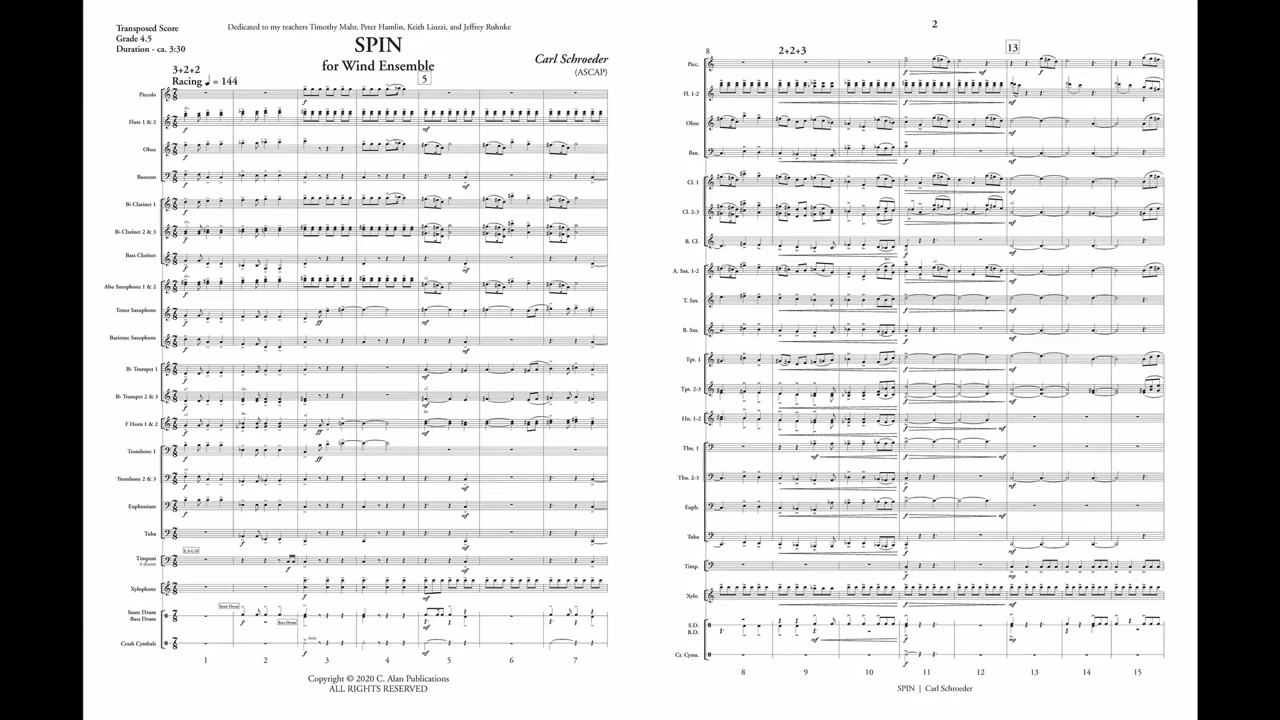 Transposed Score
Grade 4.5
Duration - ca. 3:30
Dedicated to my teachers Timothy Mahr, Peter Hamlin, Keith Liuzzi, and Jeffrey Ruhnke
SPIN
for Wind Ensemble
Carl Schroeder
(ASCAP)
3+2+2
Racing ♩ = 144
5
Piccolo
Flute 1 & 2
Oboe
Bassoon
B♭ Clarinet 1
B♭ Clarinet 2 & 3
Bass Clarinet
Alto Saxophone 1 & 2
Tenor Saxophone
Baritone Saxophone
B♭ Trumpet 1
B♭ Trumpet 2 & 3
F Horn 1 & 2
Trombone 1
Trombone 2 & 3
Euphonium
Tuba
Timpani
Xylophone
Snare Drum
Bass Drum
Crash Cymbals
Snare Drum
Bass Drum
1 2 3 4 5 6 7
Copyright © 2020 C. Alan Publications
ALL RIGHTS RESERVED
2
8
2+2+3
13
Picc.
Fl. 1-2
Oboe
Bsn.
Cl. 1
Cl. 2-3
B. Cl.
A. Sax. 1-2
T. Sax.
B. Sax.
Tpt. 1
Tpt. 2-3
Hn. 1-2
Tbn. 1
Tbn. 2-3
Euph.
Tuba
Timp.
Xylo.
S.D.
B.D.
Cr. Cyms.
8 9 10 11 12 13 14 15
SPIN | Carl Schroeder